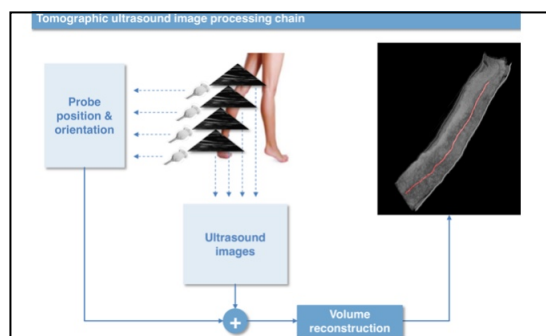 Tomographic ultrasound image processing chain
Probe
position &
orientation
Ultrasound
images
+
Volume
reconstruction